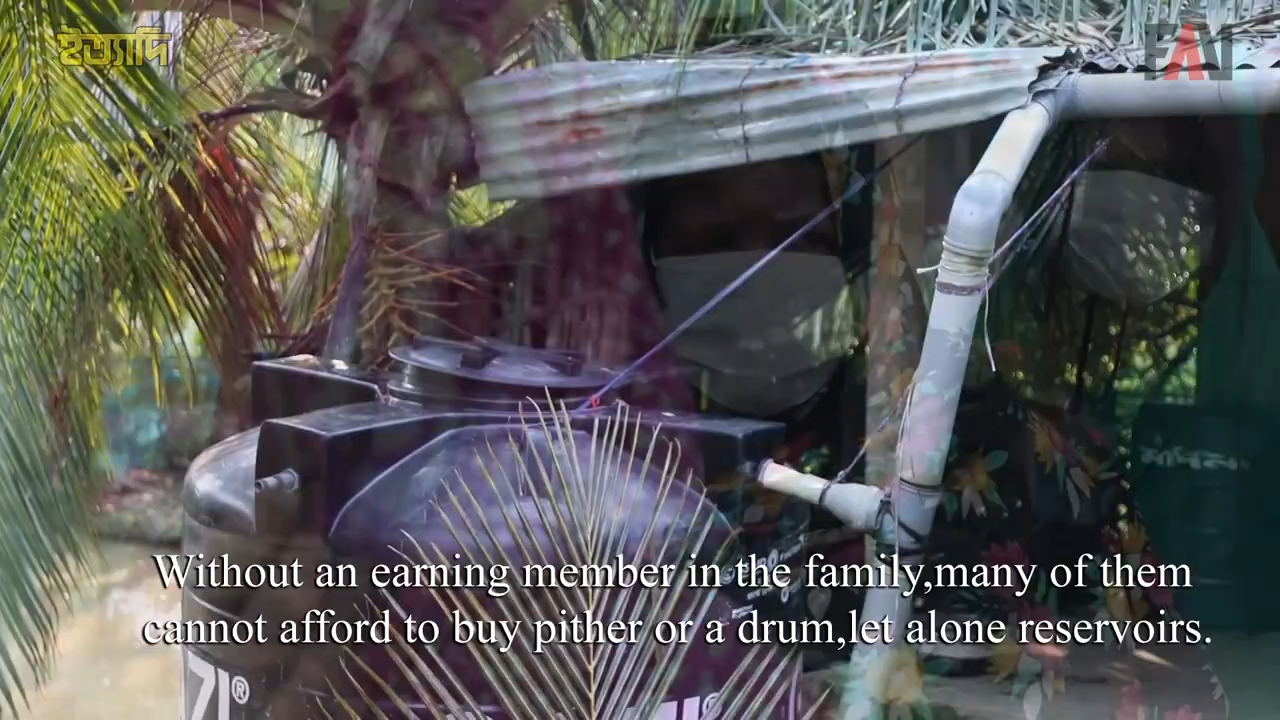 ইত্যাদি
Without an earning member in the family,many of them
cannot afford to buy pither or a drum,let alone reservoirs.
ZI®